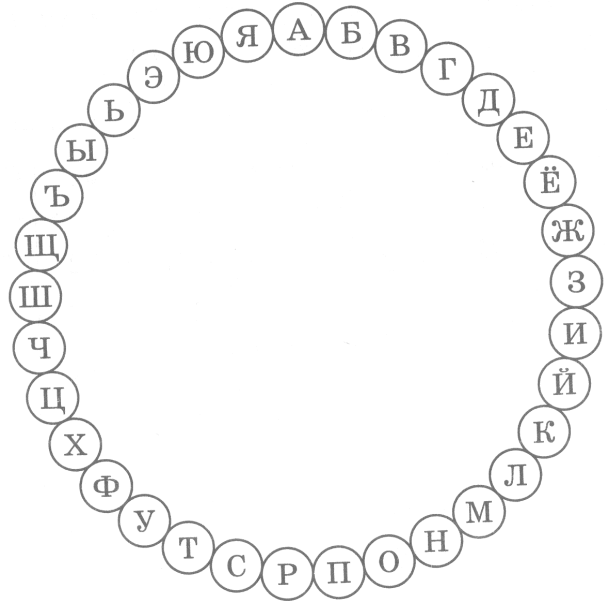 А Б В Г Д Е Ё Ж З И Й К Л М Н О П Р С Т У Ф Х Ц Ч Ш Щ Ъ Ы Ь Э Ю Я